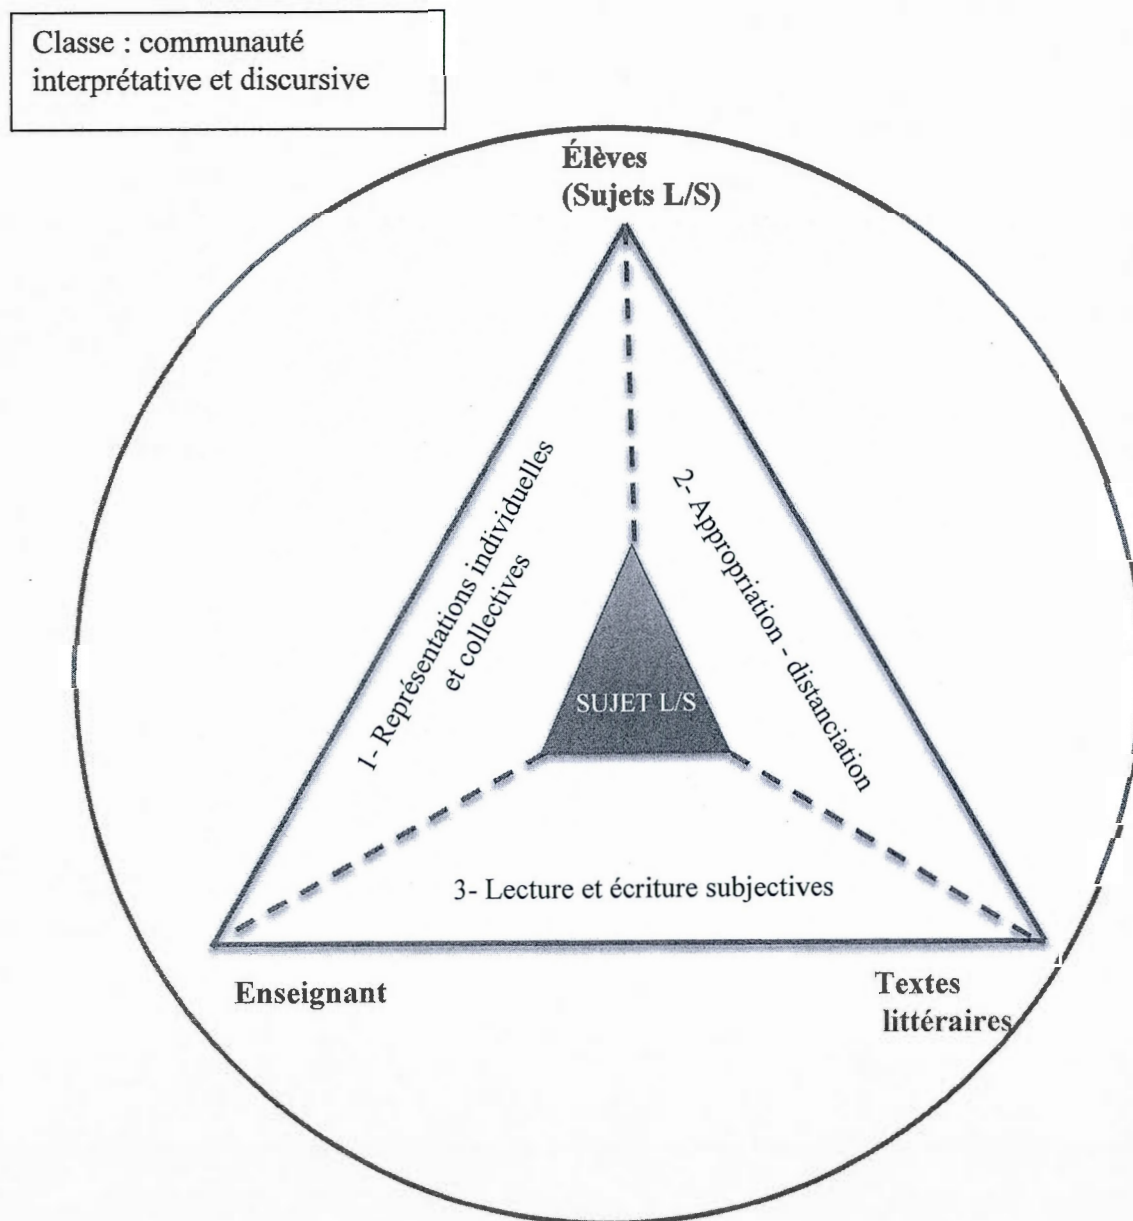 Classe : communauté
interprétative et discursive
Élèves
(Sujets L/S)
1- Représentations individuelles
et collectives
2- Appropriation - distanciation
SUJET L/S
3- Lecture et écriture subjectives
Enseignant
Textes
littéraires